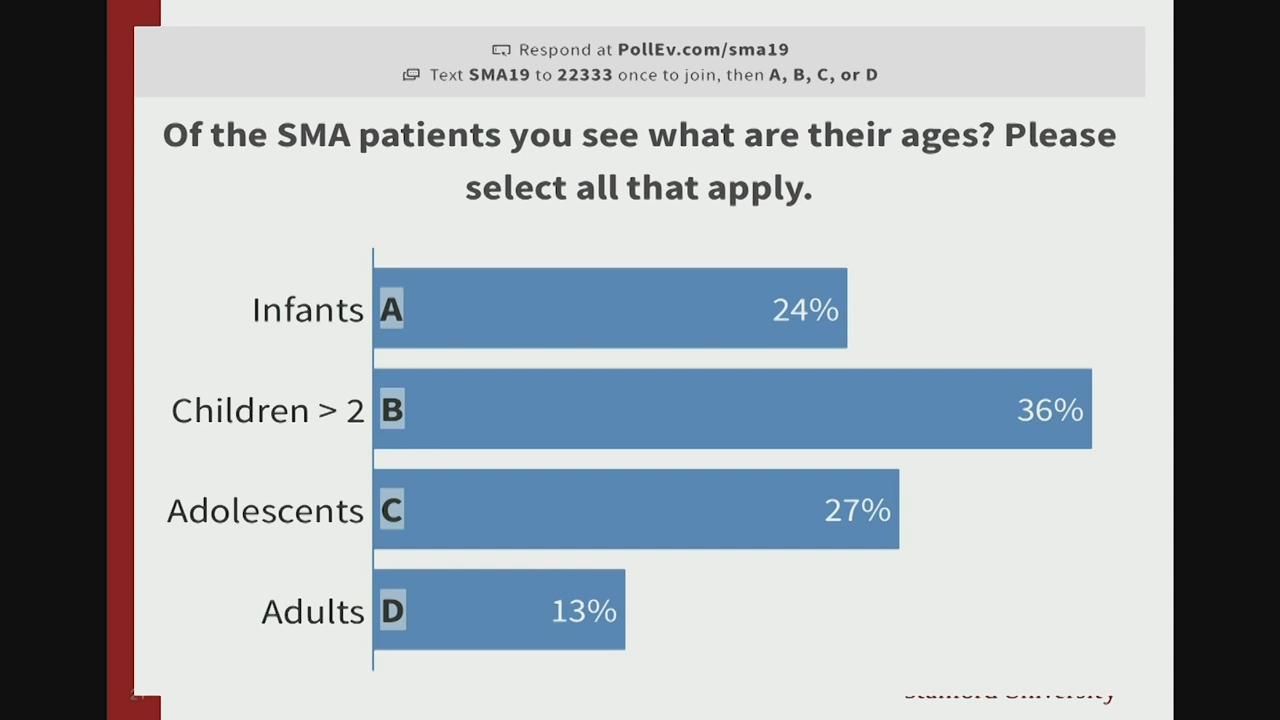 Respond at PollEv.com/sma19
Text SMA19 to 22333 once to join, then A, B, C, or D
Of the SMA patients you see what are their ages? Please
select all that apply.
Infants A 24%
Children > 2 B 36%
Adolescents C 27%
Adults D 13%
Stanford University